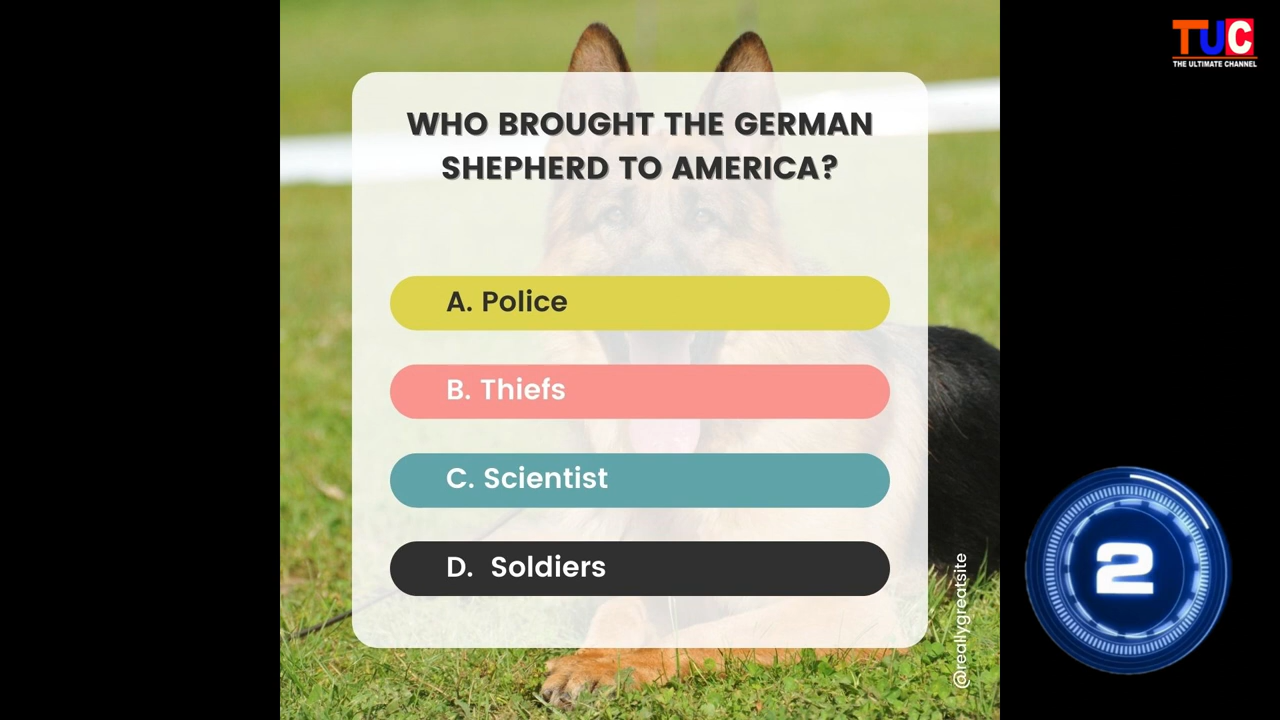 TUC
THE ULTIMATE CHANNEL
WHO BROUGHT THE GERMAN
SHEPHERD TO AMERICA?
A. Police
B. Thiefs
C. Scientist
D. Soldiers
@reallygreatsite
2